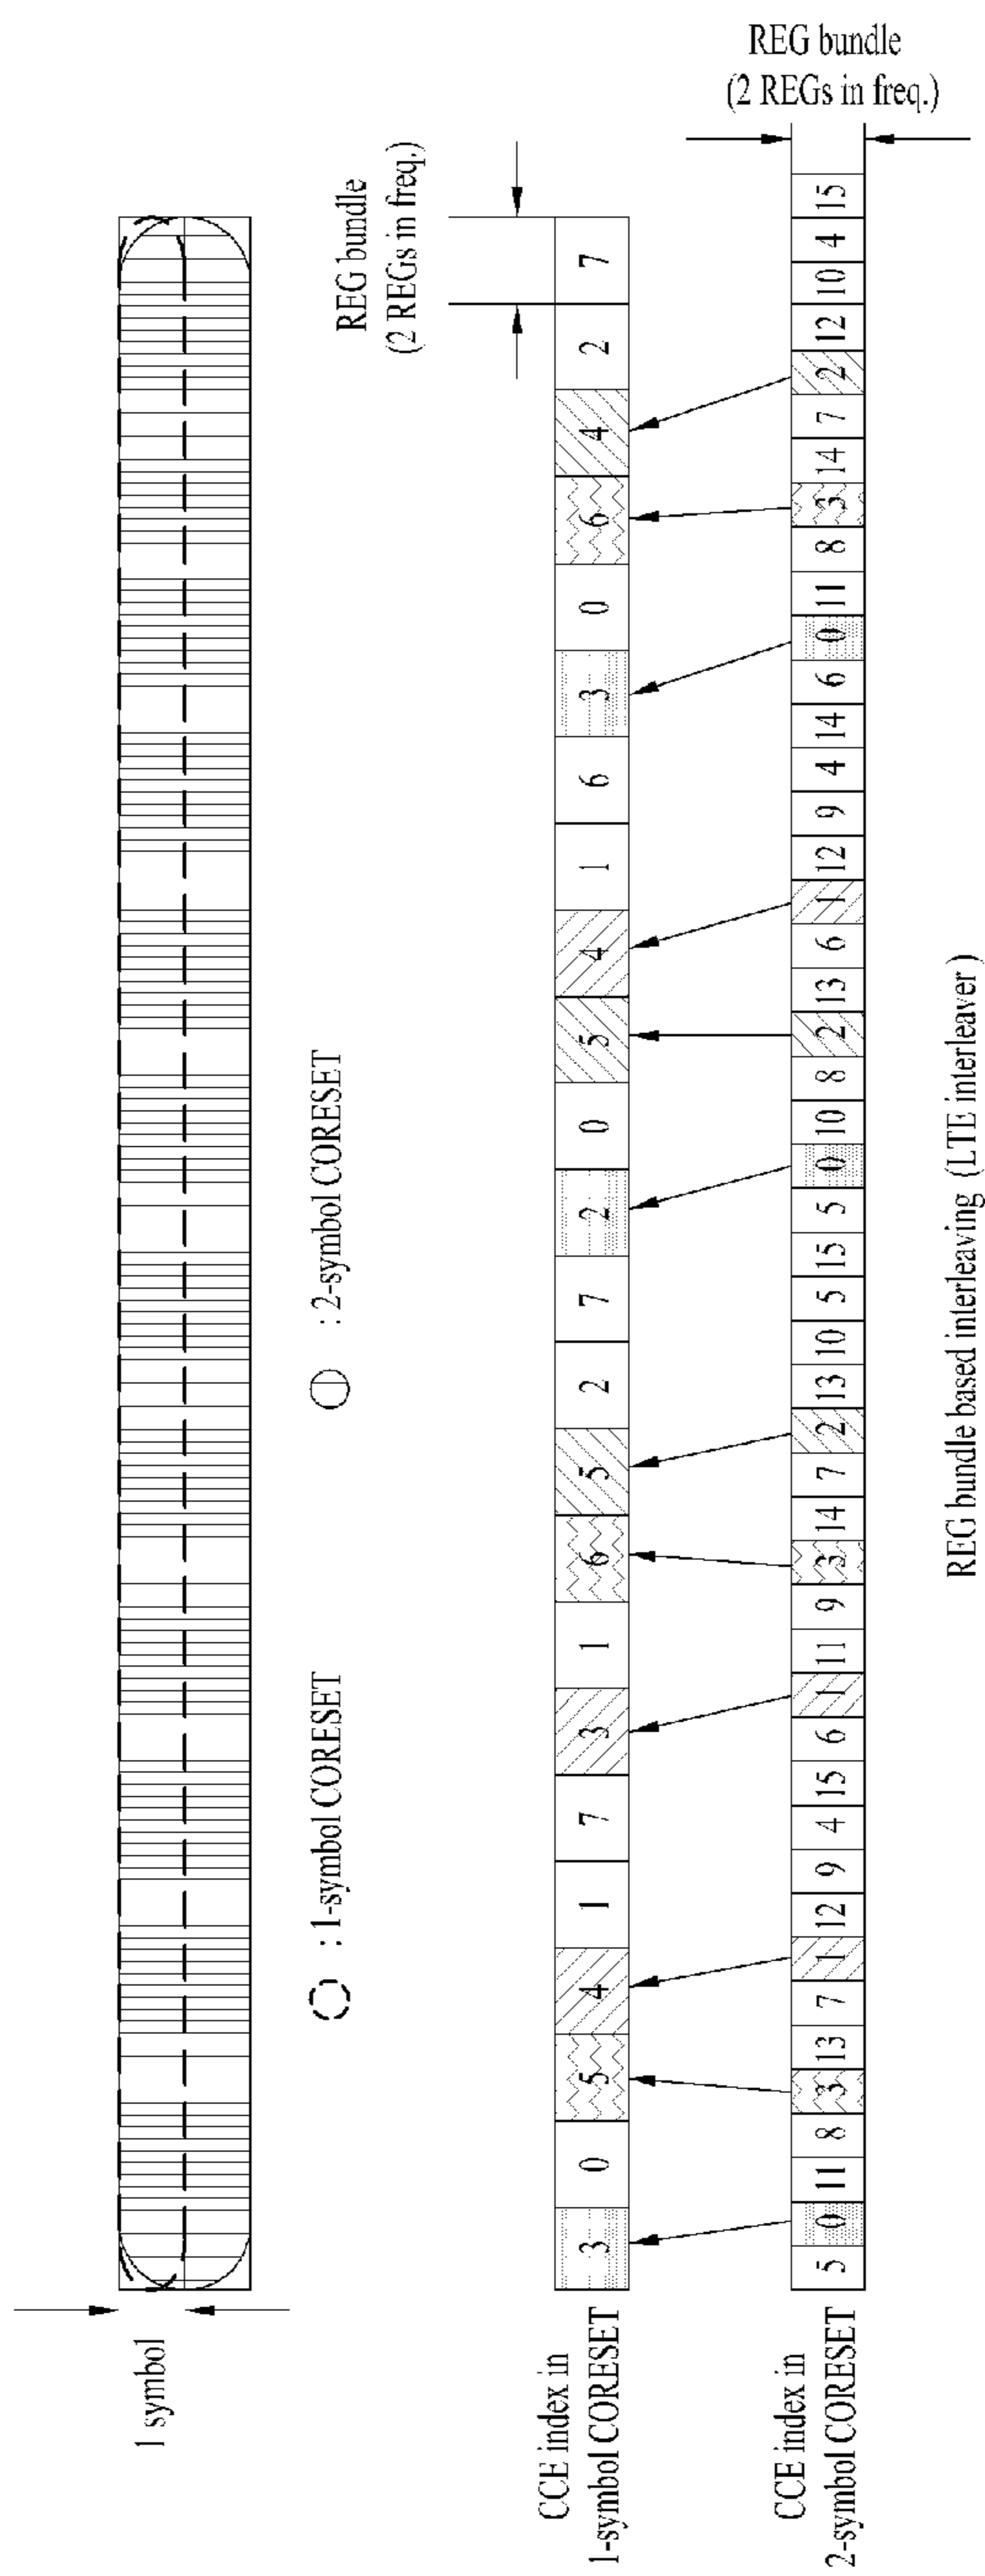 1 symbol
: 1-symbol CORESET
: 2-symbol CORESET
REG bundle
(2 REGs in freq.)
CCE index in
1-symbol CORESET
3 0 5 4 1 7 3 1 6 5 2 7 2 0 5 4 1 6 3 0 6 4 2 7
REG bundle
(2 REGs in freq.)
CCE index in
2-symbol CORESET
5 0 11 8 3 13 7 1 12 9 4 15 6 1 11 9 3 14 7 2 13 10 5 15 5 0 10 8 2 13 6 1 12 9 4 14 6 0 11 8 3 14 7 2 12 10 4 15
REG bundle based interleaving (LTE interleaver)